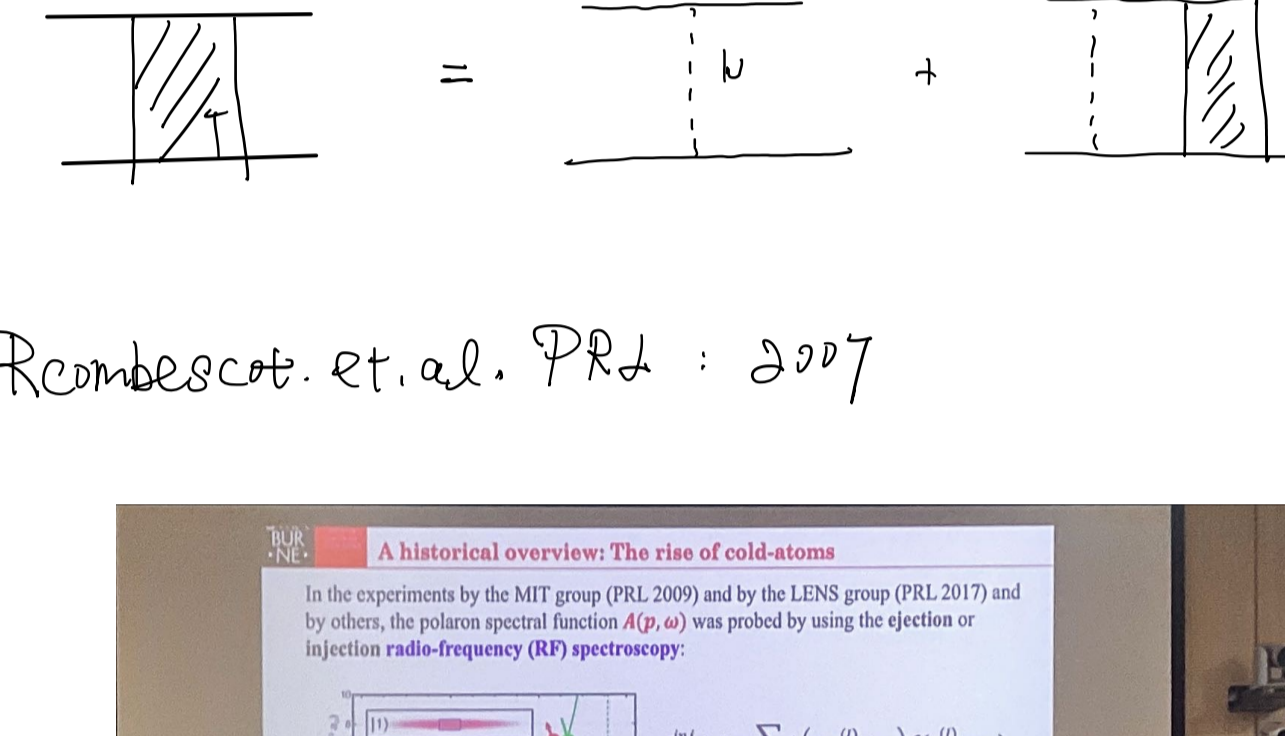 = W +
T
Rcombescot. et. al. PRL : 2007
BUR
•NE•
A historical overview: The rise of cold-atoms
In the experiments by the MIT group (PRL 2009) and by the LENS group (PRL 2017) and
by others, the polaron spectral function A(p, ω) was probed by using the ejection or
injection radio-frequency (RF) spectroscopy:
10
|1⟩